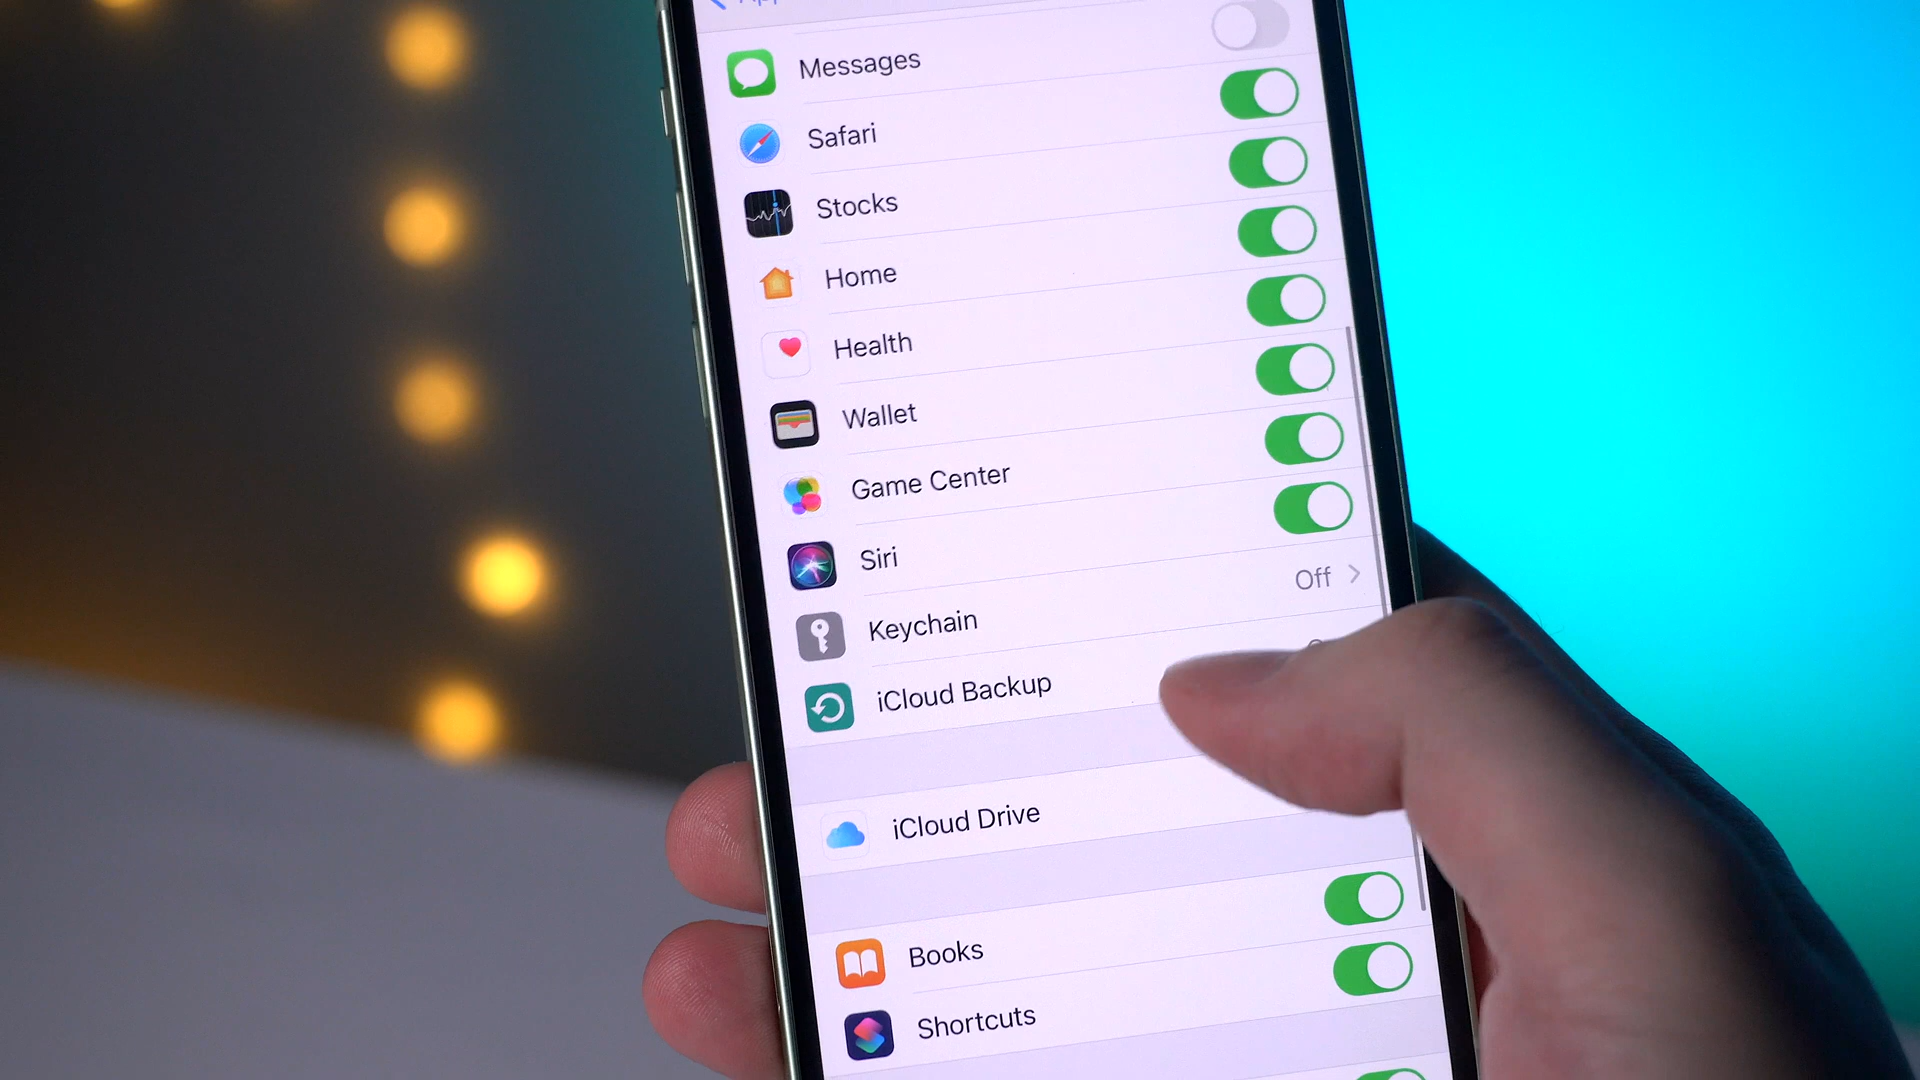 Messages
Safari
Stocks
Home
Health
Wallet
Game Center
Siri
Keychain Off
iCloud Backup
iCloud Drive
Books
Shortcuts